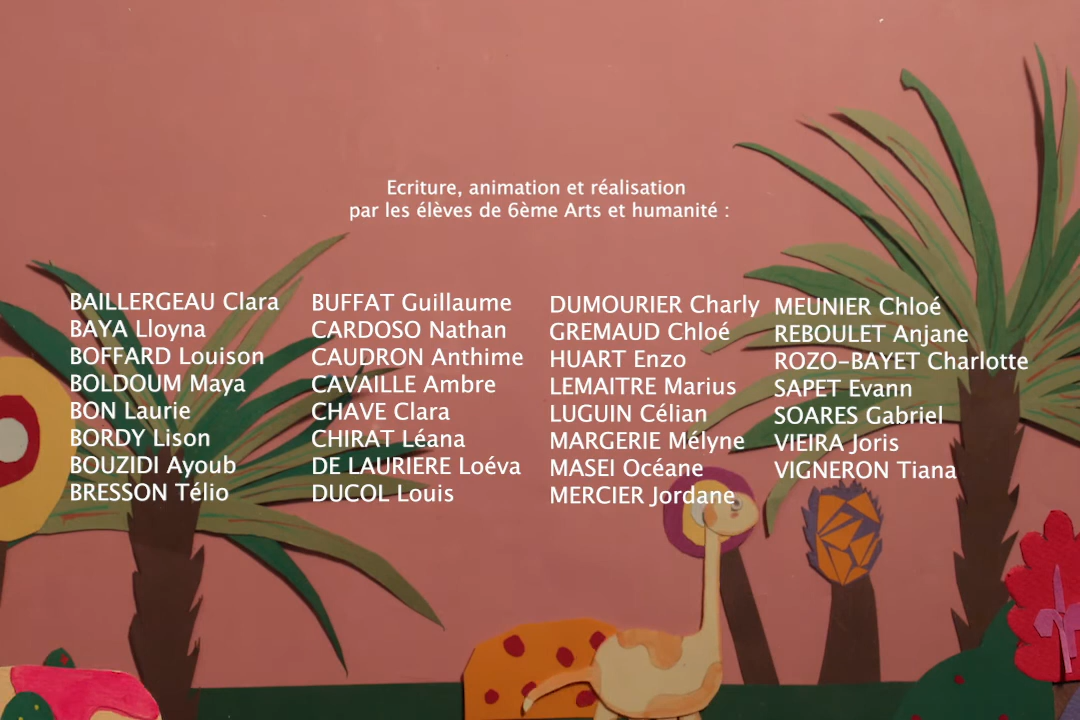 Ecriture, animation et réalisation
par les élèves de 6ème Arts et humanité :
BAILLERGEAU Clara
BAYA Lloyna
BOFFARD Louison
BOLDOUM Maya
BON Laurie
BORDY Lison
BOUZIDI Ayoub
BRESSON Télio
BUFFAT Guillaume
CARDOSO Nathan
CAUDRON Anthime
CAVAILLE Ambre
CHAVE Clara
CHIRAT Léana
DE LAURIERE Loéva
DUCOL Louis
DUMOURIER Charly
GREMAUD Chloé
HUART Enzo
LEMAITRE Marius
LUGUIN Célian
MARGERIE Mélyne
MASEI Océane
MERCIER Jordane
MEUNIER Chloé
REBOULET Anjane
ROZO-BAYET Charlotte
SAPET Evann
SOARES Gabriel
VIEIRA Joris
VIGNERON Tiana